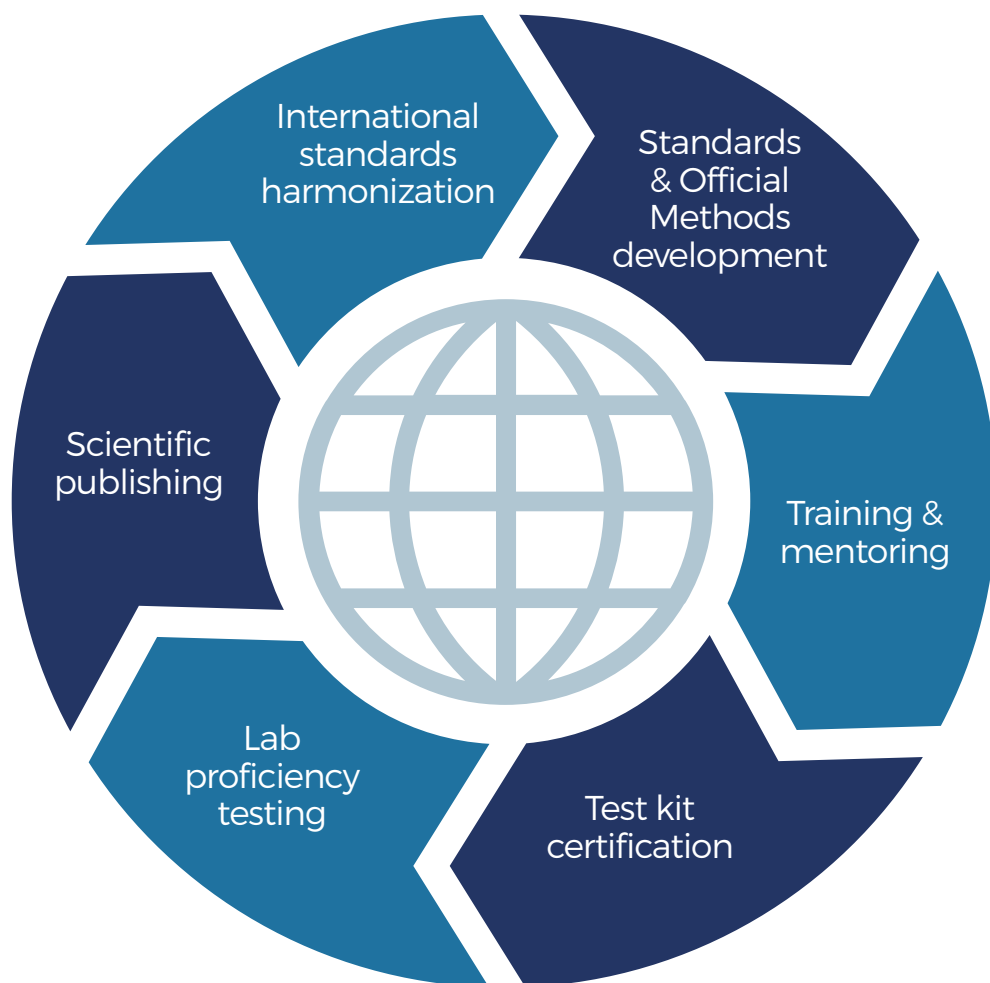 International
standards
harmonization
Standards
& Official
Methods
development
Training &
mentoring
Test kit
certification
Lab
proficiency
testing
Scientific
publishing